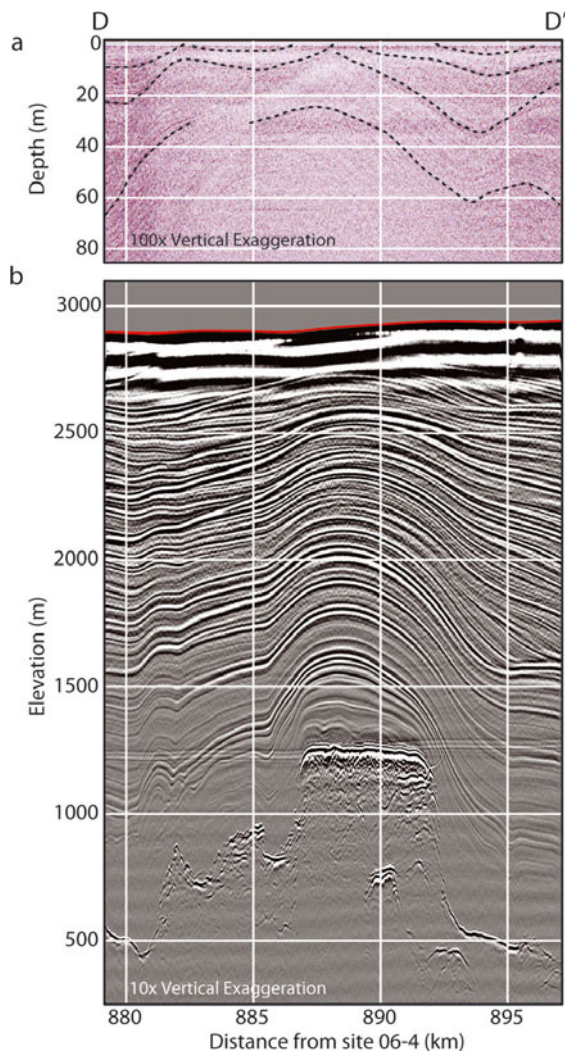 D D'
a
0
20
40
60
80
Depth (m)
100x Vertical Exaggeration
b
3000
2500
2000
1500
1000
500
Elevation (m)
10x Vertical Exaggeration
880 885 890 895
Distance from site 06-4 (km)